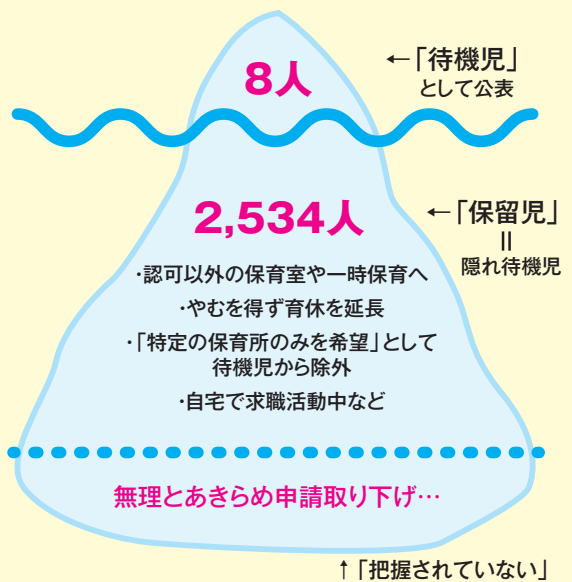 8人
←「待機児」
として公表
2,534人
←「保留児」
॥
隠れ待機児
・認可以外の保育室や一時保育へ
・やむを得ず育休を延長
・「特定の保育所のみを希望」として
待機児から除外
・自宅で求職活動中など
無理とあきらめ申請取り下げ…
↑「把握されていない」